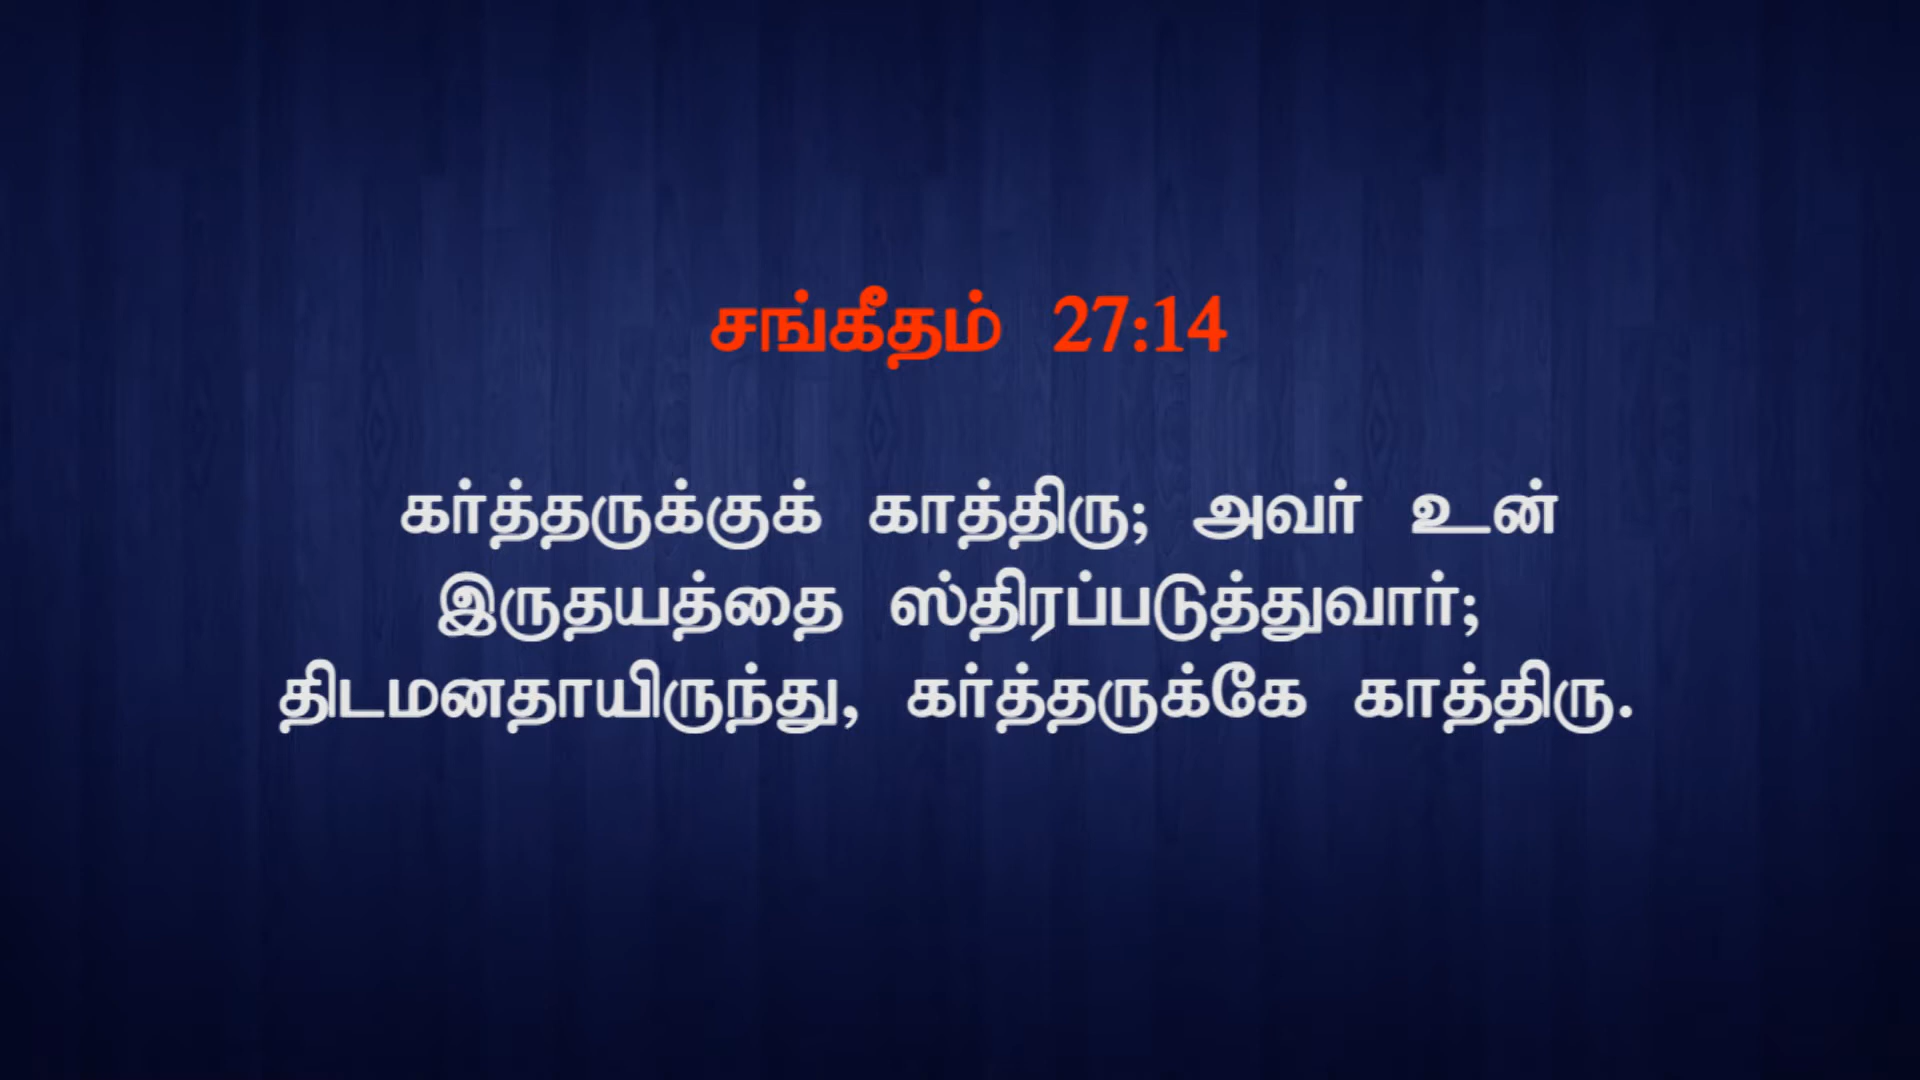 சங்கீதம் 27:14
கர்த்தருக்குக் காத்திரு; அவர் உன்
இருதயத்தை ஸ்திரப்படுத்துவார்;
திடமனதாயிருந்து, கர்த்தருக்கே காத்திரு.